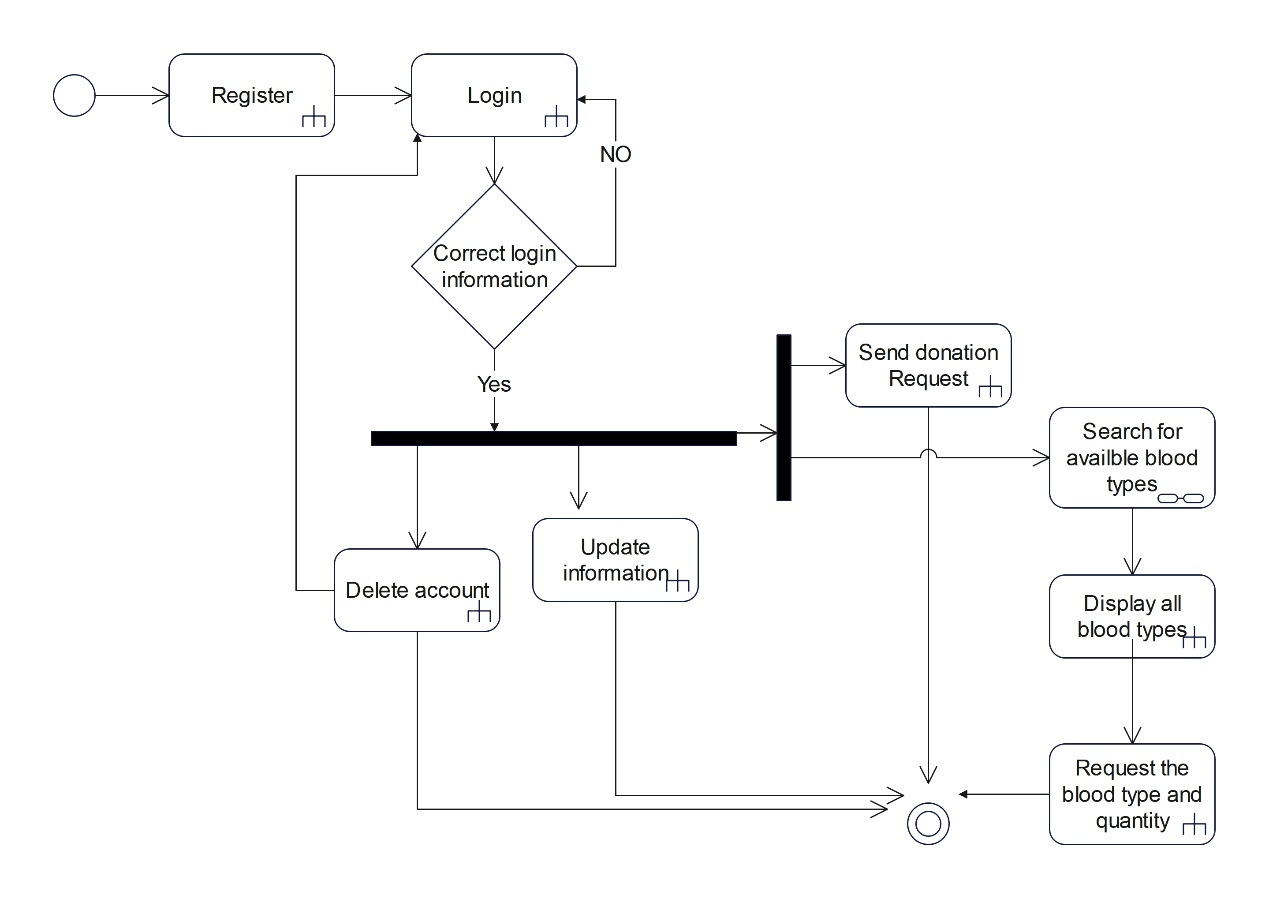 Register
Login
NO
Correct login
information
Yes
Send donation
Request
Search for
availble blood
types
Update
information
Delete account
Display all
blood types
Request the
blood type and
quantity